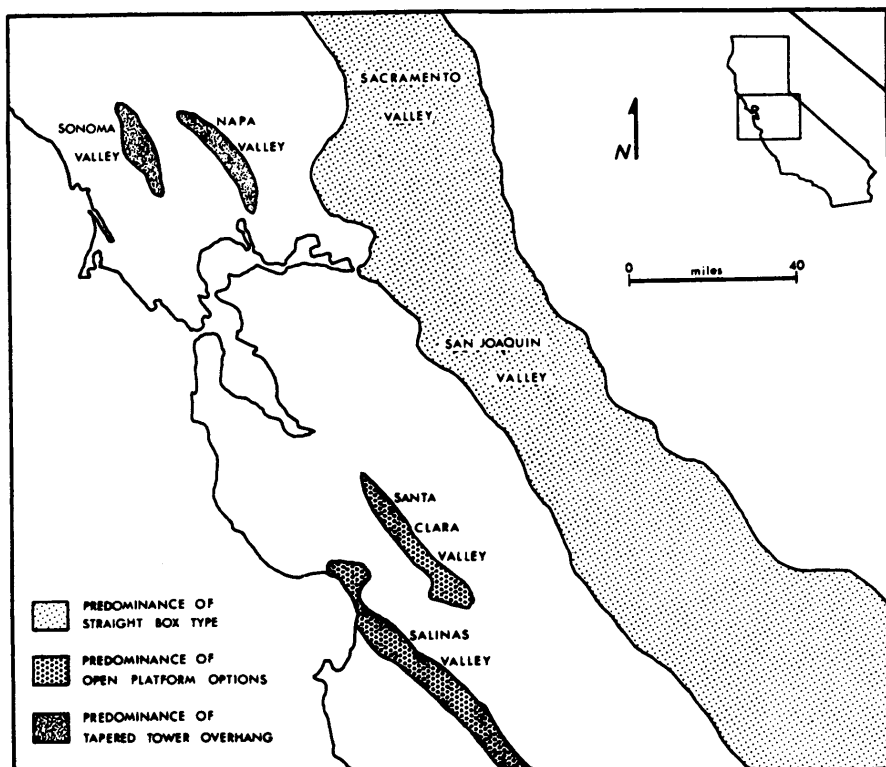 SACRAMENTO
VALLEY
SONOMA
VALLEY
NAPA
VALLEY
N
0 miles 40
SAN JOAQUIN
VALLEY
SANTA
CLARA
VALLEY
SALINAS
VALLEY
PREDOMINANCE OF
STRAIGHT BOX TYPE
PREDOMINANCE OF
OPEN PLATFORM OPTIONS
PREDOMINANCE OF
TAPERED TOWER OVERHANG